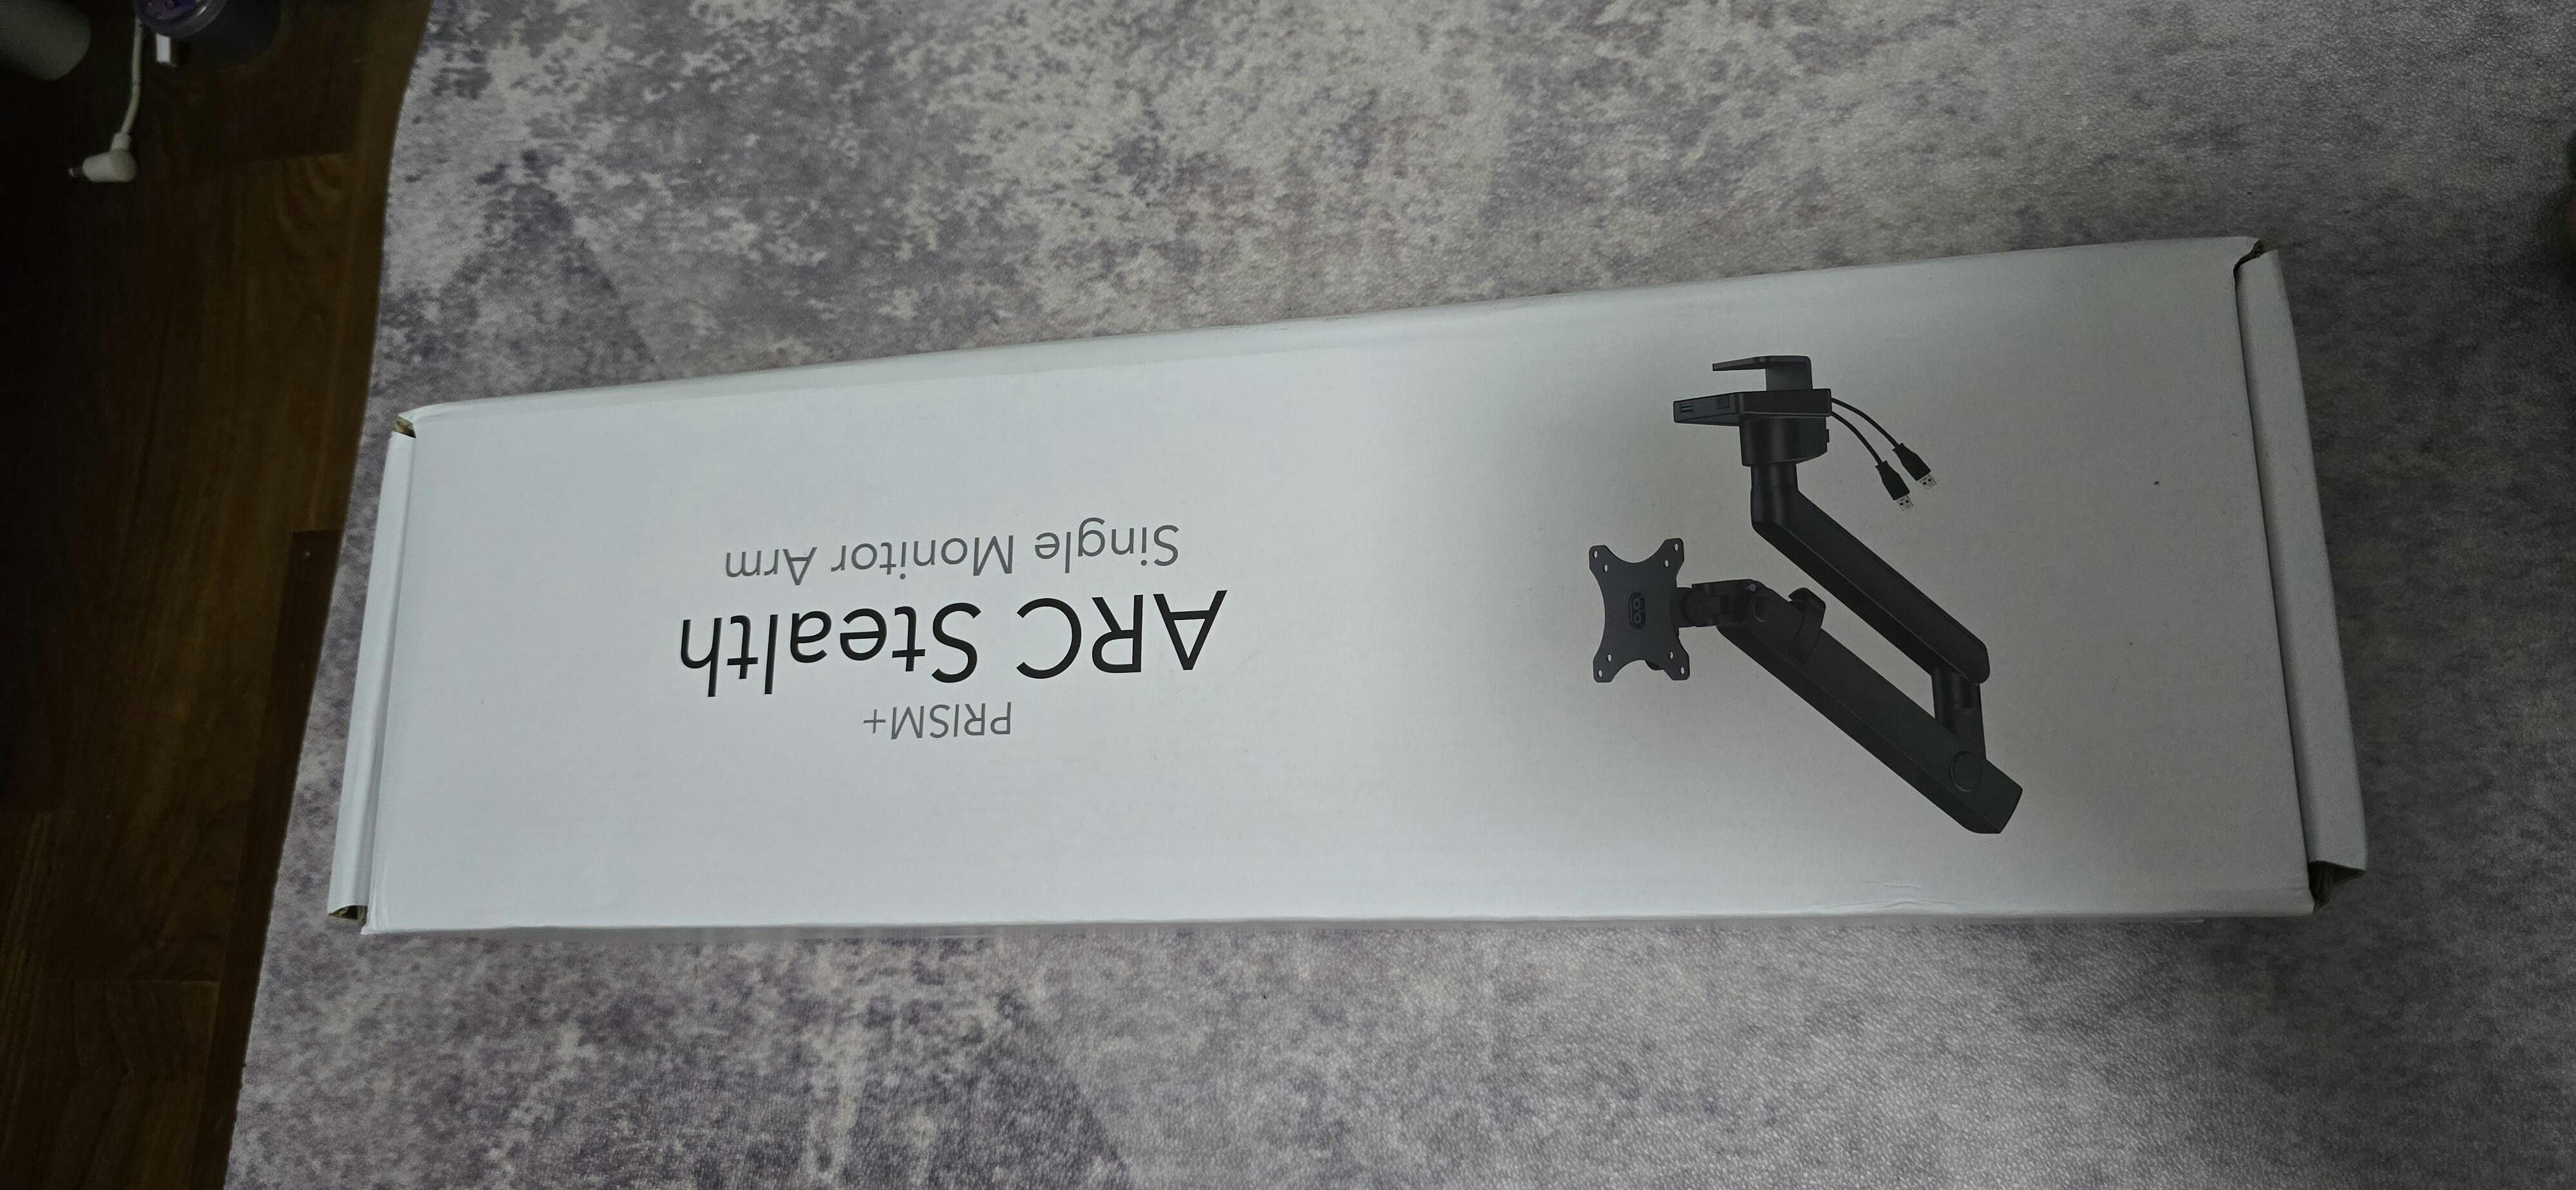 PRISM+
ARC Stealth
Single Monitor Arm